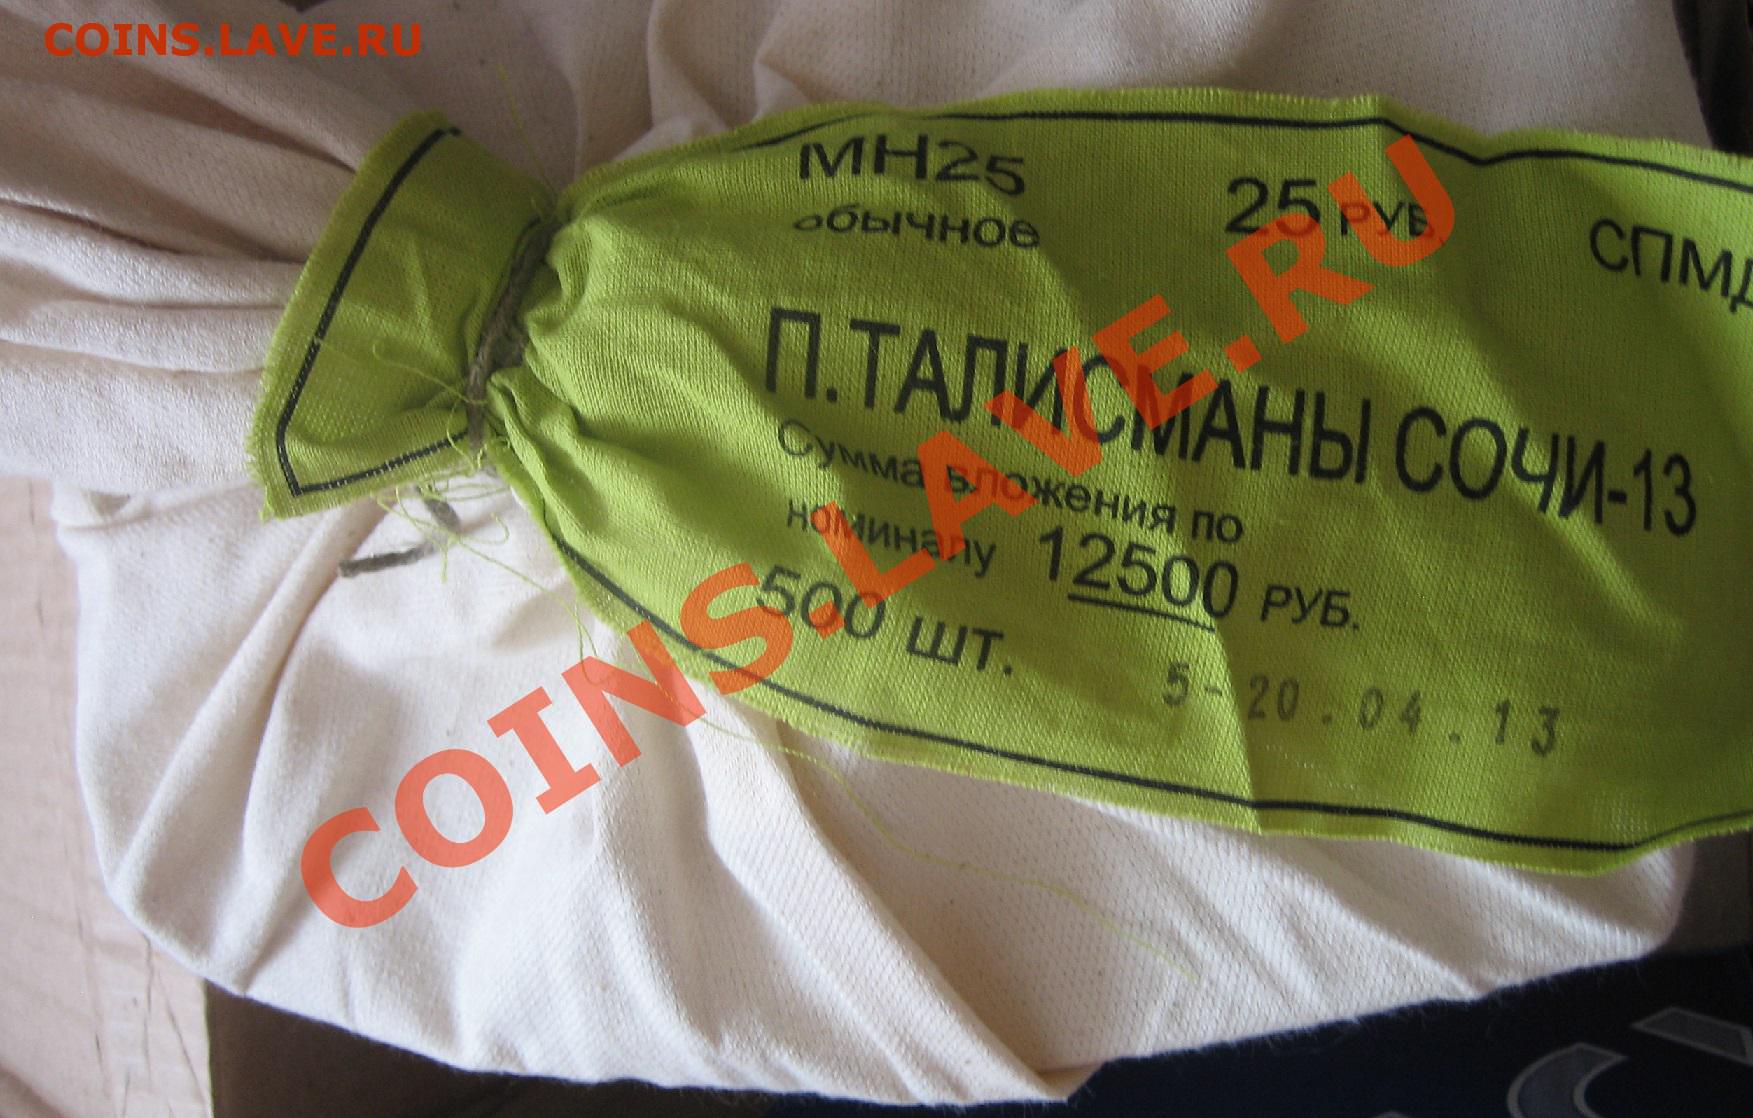 COINS.LAVE.RU
МН25 25 РУБ. СПМД
обычное
П.ТАЛИСМАНЫ СОЧИ-13
Сумма вложения по
номиналу 12500 РУБ.
500 ШТ.
5-20.04.13
COINS.LAVE.RU